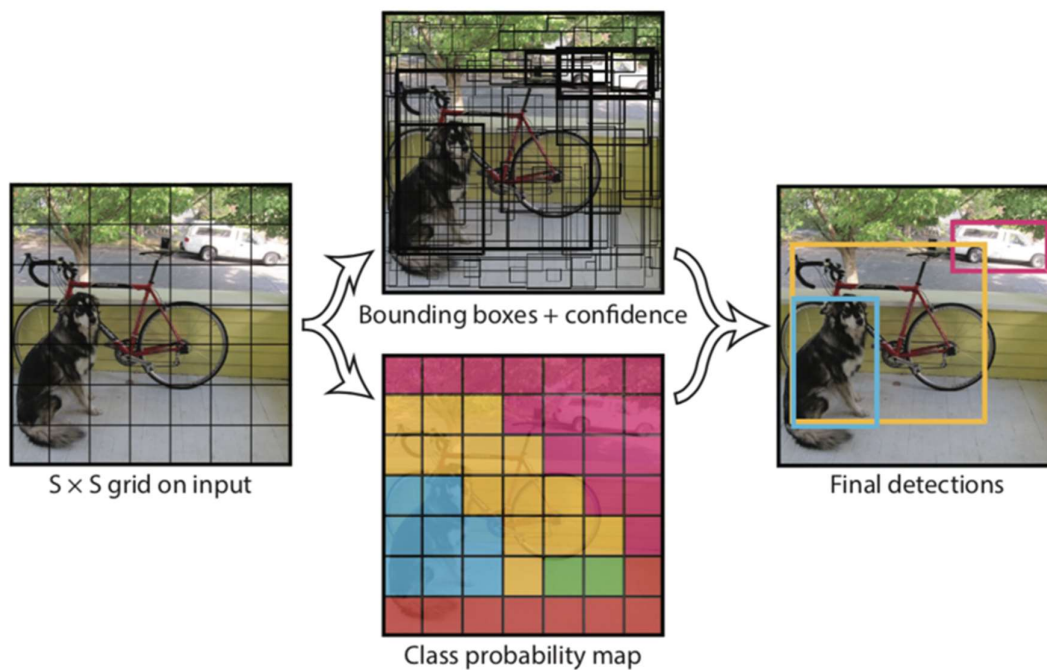 S × S grid on input
Bounding boxes + confidence
Class probability map
Final detections